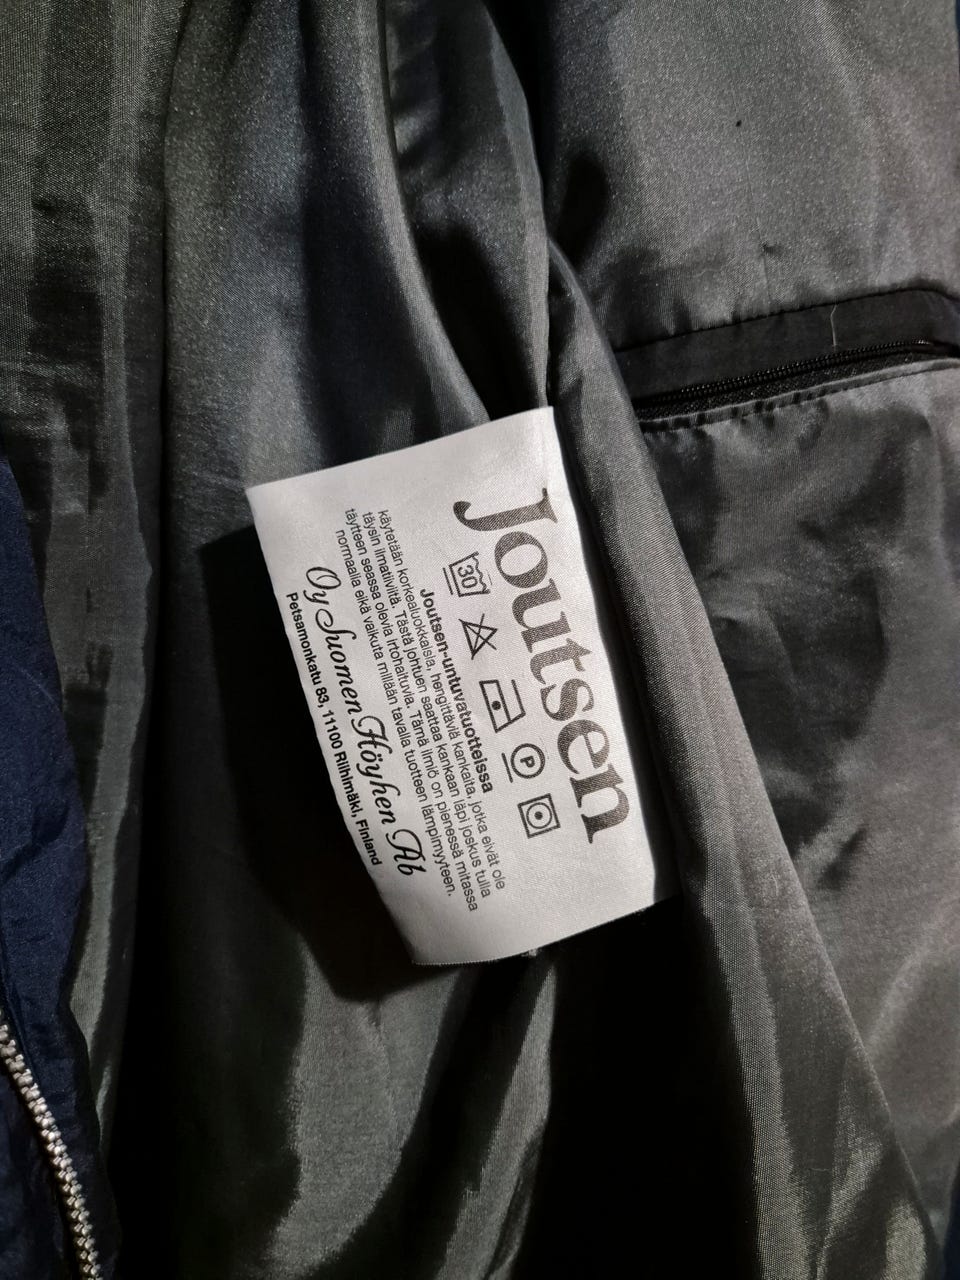 Joutsen
30
P
Joutsen-untuvatuotteissa
käytetään korkealuokkaisia, hengittäviä kankaita, jotka eivät ole
täysin ilmatiiviitä. Tästä johtuen saattaa kankaan läpi joskus tulla
täytteen seassa olevia irtohaituvia. Tämä ilmiö on pienessä mitassa
normaalia eikä vaikuta millään tavalla tuotteen lämpimyyteen.
Oy Suomen Höyhen Ab
Petsamonkatu 83, 11100 Riihimäki, Finland